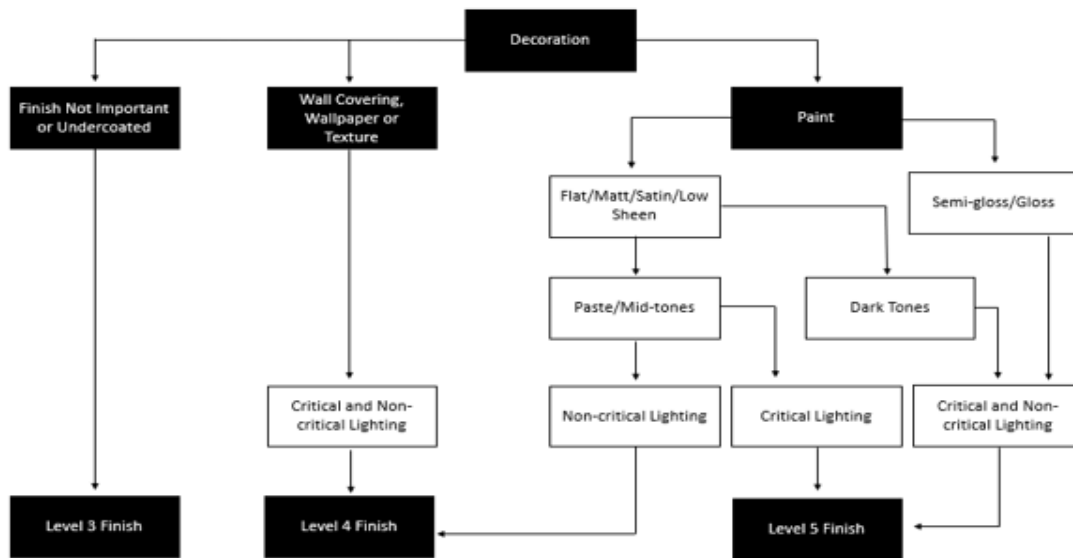 Decoration
Finish Not Important
or Undercoated
Wall Covering,
Wallpaper or
Texture
Paint
Flat/Matt/Satin/Low
Sheen
Semi-gloss/Gloss
Paste/Mid-tones
Dark Tones
Critical and Non-
critical Lighting
Non-critical Lighting
Critical Lighting
Critical and Non-
critical Lighting
Level 3 Finish
Level 4 Finish
Level 5 Finish